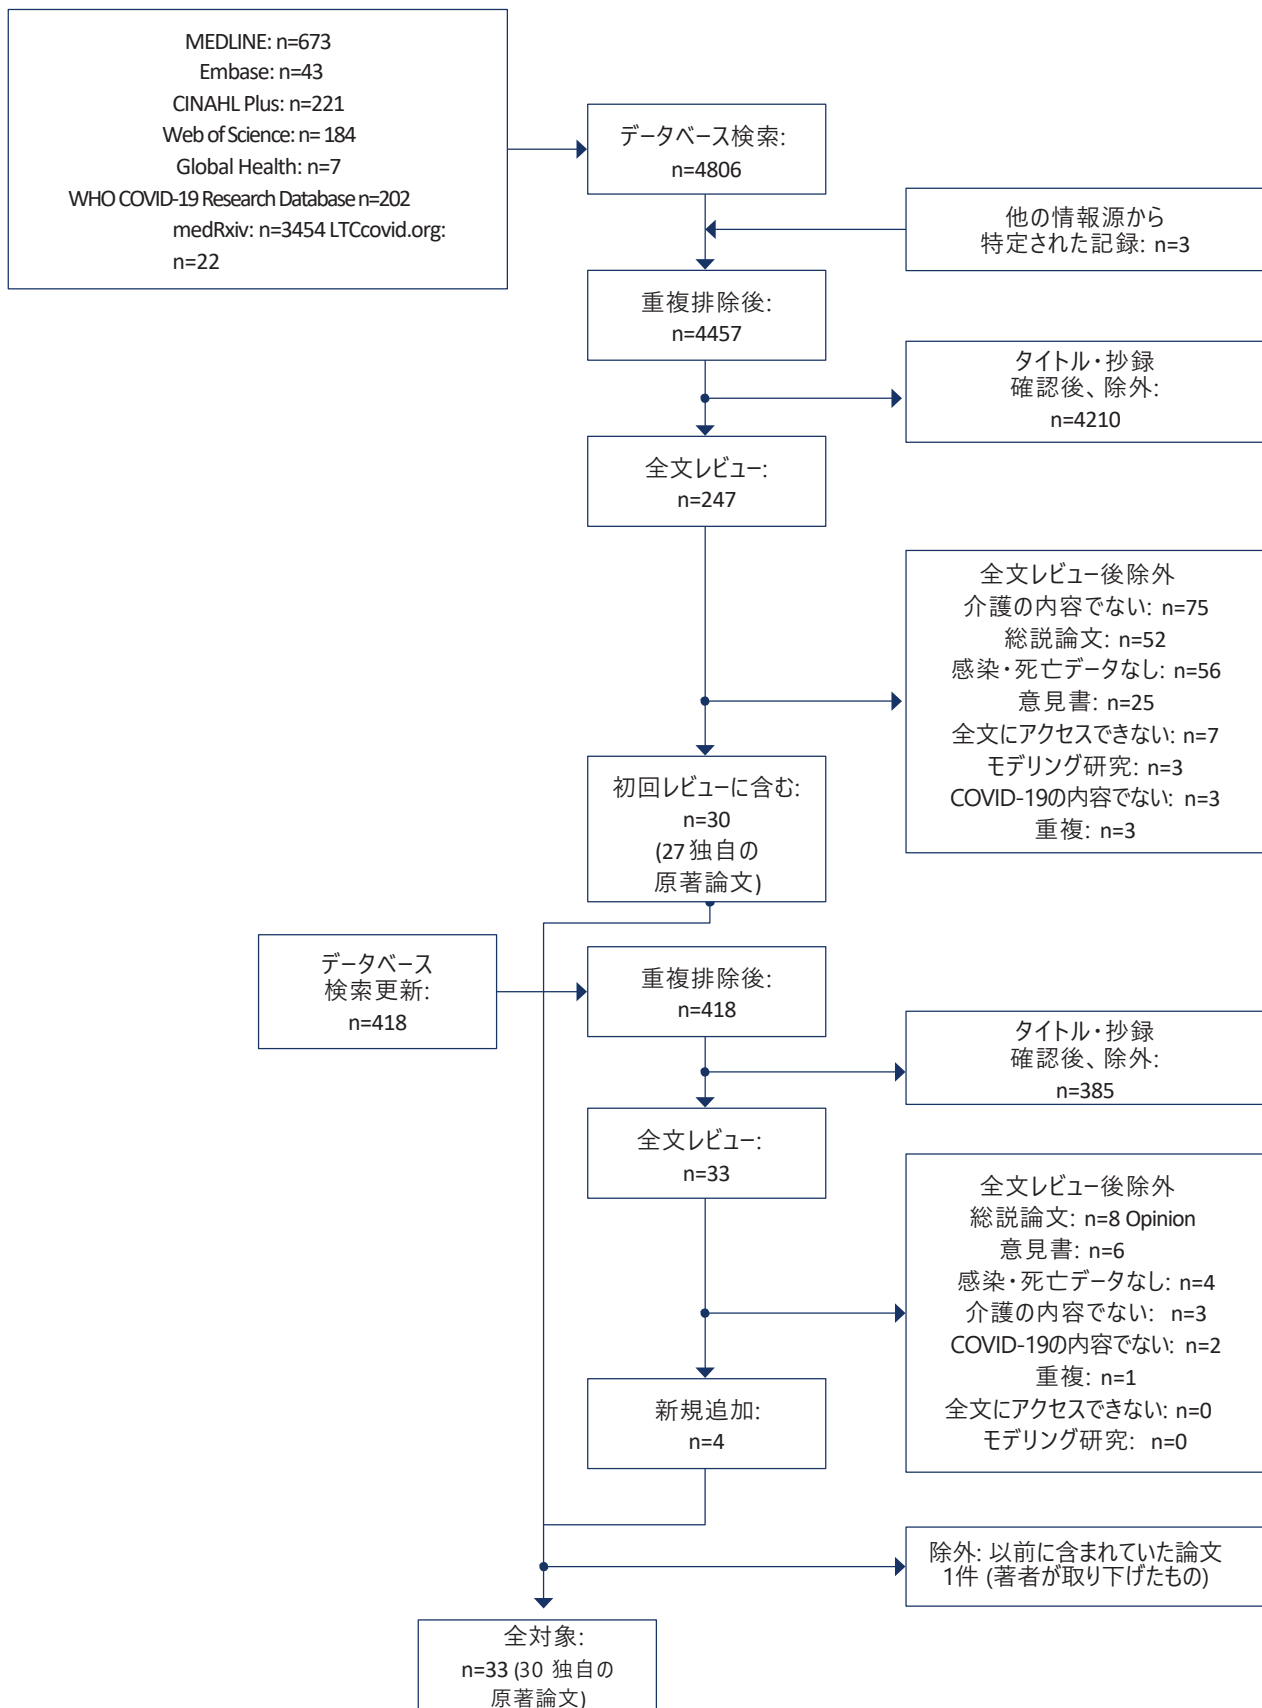 MEDLINE: n=673
Embase: n=43
CINAHL Plus: n=221
Web of Science: n= 184
Global Health: n=7
WHO COVID-19 Research Database n=202
medRxiv: n=3454 LTCcovid.org:
n=22
データベース検索:
n=4806
他の情報源から
特定された記録: n=3
重複排除後:
n=4457
タイトル・抄録
確認後、除外:
n=4210
全文レビュー:
n=247
全文レビュー後除外
介護の内容でない: n=75
総説論文: n=52
感染・死亡データなし: n=56
意見書: n=25
全文にアクセスできない: n=7
モデリング研究: n=3
COVID-19の内容でない: n=3
重複: n=3
初回レビューに含む:
n=30
(27 独自の
原著論文)
データベース
検索更新:
n=418
重複排除後:
n=418
タイトル・抄録
確認後、除外:
n=385
全文レビュー:
n=33
全文レビュー後除外
総説論文: n=8 Opinion
意見書: n=6
感染・死亡データなし: n=4
介護の内容でない: n=3
COVID-19の内容でない: n=2
重複: n=1
全文にアクセスできない: n=0
モデリング研究: n=0
新規追加:
n=4
除外: 以前に含まれていた論文
1件 (著者が取り下げたもの)
全対象:
n=33 (30 独自の
原著論文)